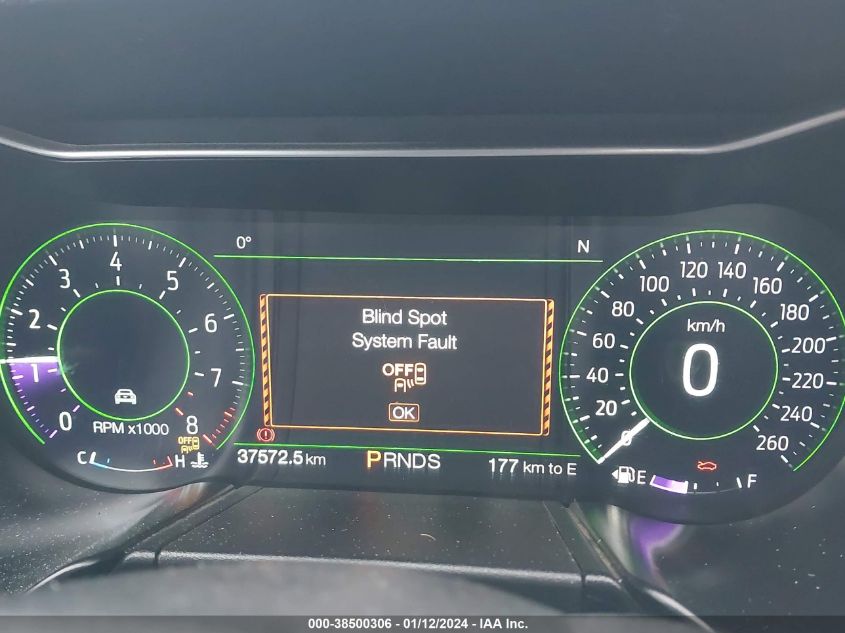 0° N
Blind Spot
System Fault
OFF
OK
0 1 2 3 4 5 6 7 8
RPM x1000
OFF
C H
37572.5 km
PRNDS
177 km to E
0 20 40 60 80 100 120 140 160 180 200 220 240 260
km/h
0
E F
000-38500306 - 01/12/2024 - IAA Inc.